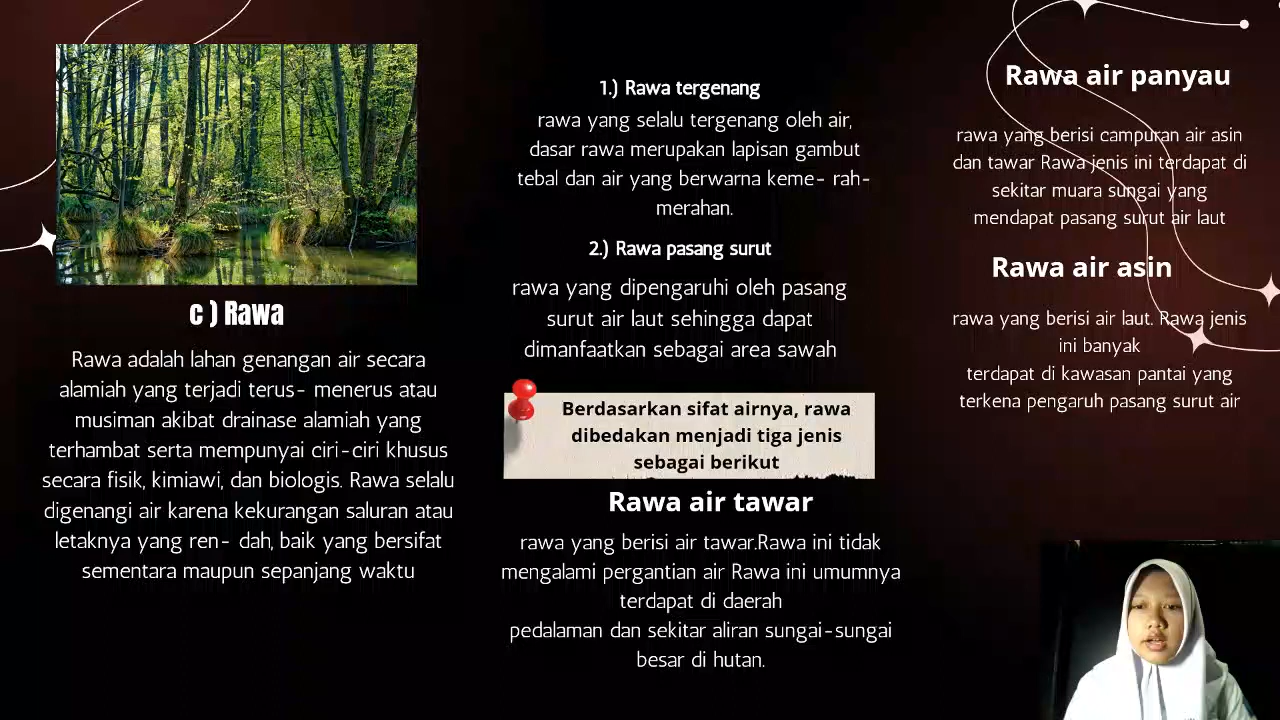 c ) Rawa
Rawa adalah lahan genangan air secara
alamiah yang terjadi terus- menerus atau
musiman akibat drainase alamiah yang
terhambat serta mempunyai ciri-ciri khusus
secara fisik, kimiawi, dan biologis. Rawa selalu
digenangi air karena kekurangan saluran atau
letaknya yang ren- dah, baik yang bersifat
sementara maupun sepanjang waktu
1.) Rawa tergenang
rawa yang selalu tergenang oleh air,
dasar rawa merupakan lapisan gambut
tebal dan air yang berwarna keme- rah-
merahan.
2.) Rawa pasang surut
rawa yang dipengaruhi oleh pasang
surut air laut sehingga dapat
dimanfaatkan sebagai area sawah
Berdasarkan sifat airnya, rawa
dibedakan menjadi tiga jenis
sebagai berikut
Rawa air tawar
rawa yang berisi air tawar.Rawa ini tidak
mengalami pergantian air Rawa ini umumnya
terdapat di daerah
pedalaman dan sekitar aliran sungai-sungai
besar di hutan.
Rawa air panyau
rawa yang berisi campuran air asin
dan tawar Rawa jenis ini terdapat di
sekitar muara sungai yang
mendapat pasang surut air laut
Rawa air asin
rawa yang berisi air laut. Rawa jenis
ini banyak
terdapat di kawasan pantai yang
terkena pengaruh pasang surut air